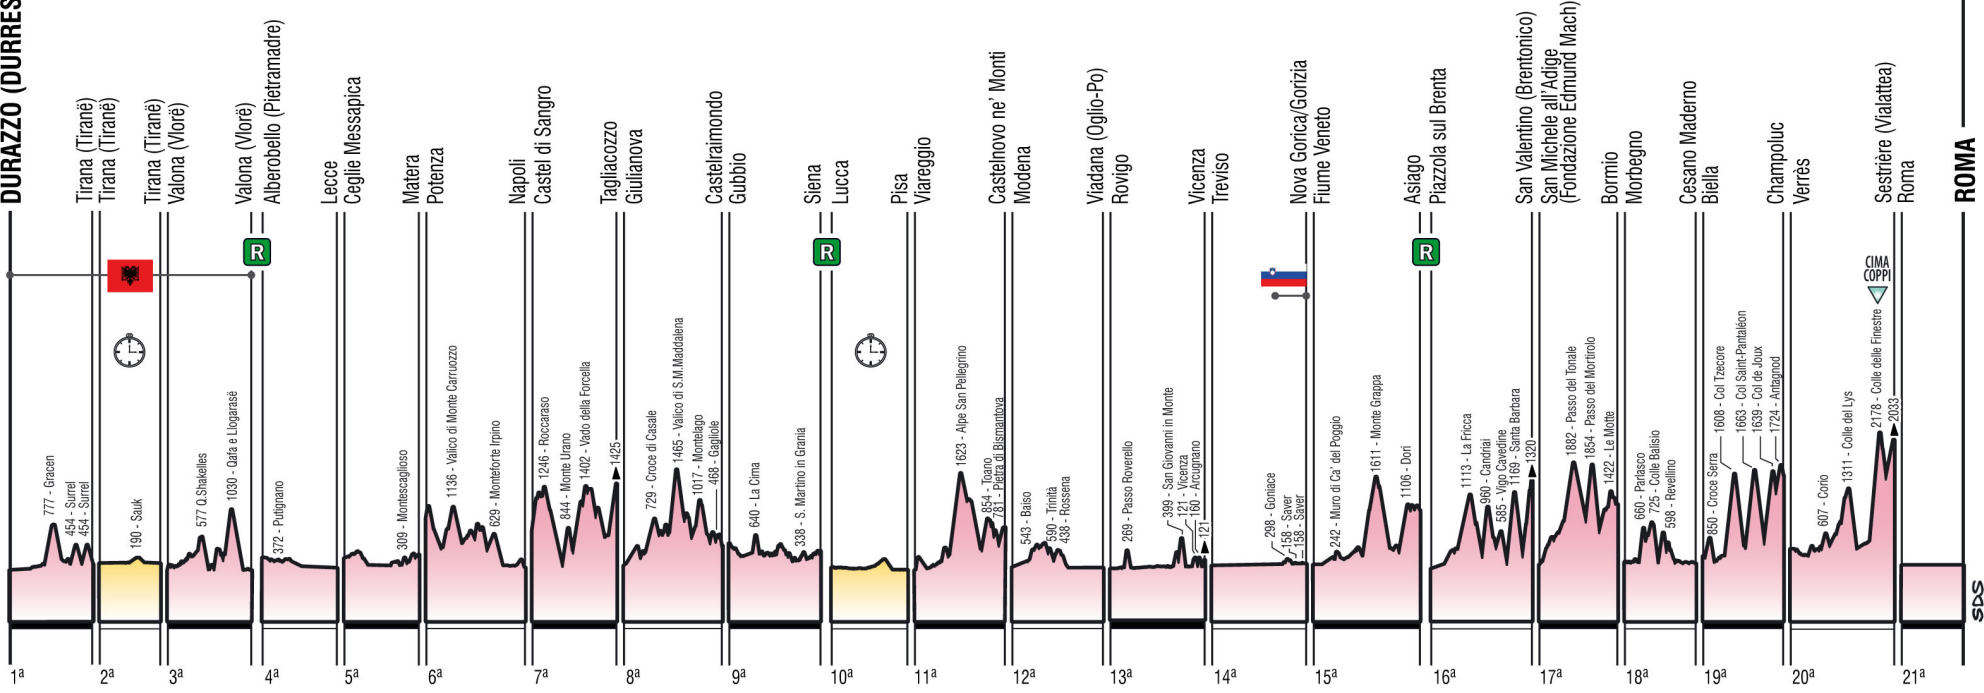 DURAZZO (DURRES
Tirana (Tiranë)
Tirana (Tiranë)
Tirana (Tiranë)
Valona (Vlorë)
Valona (Vlorë)
Alberobello (Pietramadre)
Lecce
Ceglie Messapica
Matera
Potenza
Napoli
Castel di Sangro
Tagliacozzo
Giulianova
Castelraimondo
Gubbio
Siena
Lucca
Pisa
Viareggio
Castelnovo ne' Monti
Modena
Viadana (Oglio-Po)
Rovigo
Vicenza
Treviso
Nova Gorica/Gorizia
Fiume Veneto
Asiago
Piazzola sul Brenta
San Valentino (Brentonico)
San Michele all'Adige
(Fondazione Edmund Mach)
Bormio
Morbegno
Cesano Maderno
Biella
Champoluc
Verrès
Sestrière (Vialattea)
Roma
ROMA
R
R
R
CIMA
COPPI
777 - Gracen
454 - Surrel
454 - Surrel
190 - Sauk
577 Q.Shakelles
1030 - Qafa e Llogarasë
372 - Putignano
309 - Montescaglioso
1136 - Valico di Monte Carruozzo
629 - Monteforte Irpino
1246 - Roccaraso
844 - Monte Urano
1402 - Vado della Forcella
1425
729 - Croce di Casale
1465 - Valico di S.M.Maddalena
1017 - Montelago
468 - Gagliole
640 - La Cima
338 - S. Martino in Grania
1623 - Alpe San Pellegrino
854 - Toano
781 - Pietra di Bismantova
543 - Baiso
590 - Trinità
438 - Rossena
269 - Passo Roverello
399 - San Giovanni in Monte
121 - Vicenza
160 - Arcugnano
121
298 - Goniace
158 - Saver
158 - Saver
242 - Muro di Ca' del Poggio
1611 - Monte Grappa
1106 - Dori
1113 - La Fricca
960 - Candriai
585 - Vigo Cavedine
1169 - Santa Barbara
1320
1882 - Passo del Tonale
1854 - Passo del Mortirolo
1422 - Le Motte
660 - Parlasco
725 - Colle Balisio
598 - Revellino
850 - Croce Serra
1608 - Col Tzecore
1663 - Col Saint-Pantaléon
1639 - Col de Joux
1724 - Antagnod
607 - Corio
1311 - Colle del Lys
2178 - Colle delle Finestre
2033
SDS
1ª
2ª
3ª
4ª
5ª
6ª
7ª
8ª
9ª
10ª
11ª
12ª
13ª
14ª
15ª
16ª
17ª
18ª
19ª
20ª
21ª